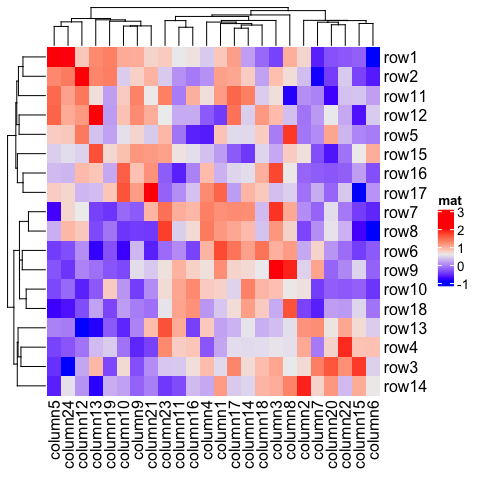 row1
row2
row11
row12
row5
row15
row16
row17
row7
row8
row6
row9
row10
row18
row13
row4
row3
row14
mat
3
2
1
0
-1
column5
column24
column12
column13
column19
column10
column9
column21
column23
column11
column16
column4
column1
column17
column14
column18
column3
column8
column2
column7
column20
column22
column15
column6